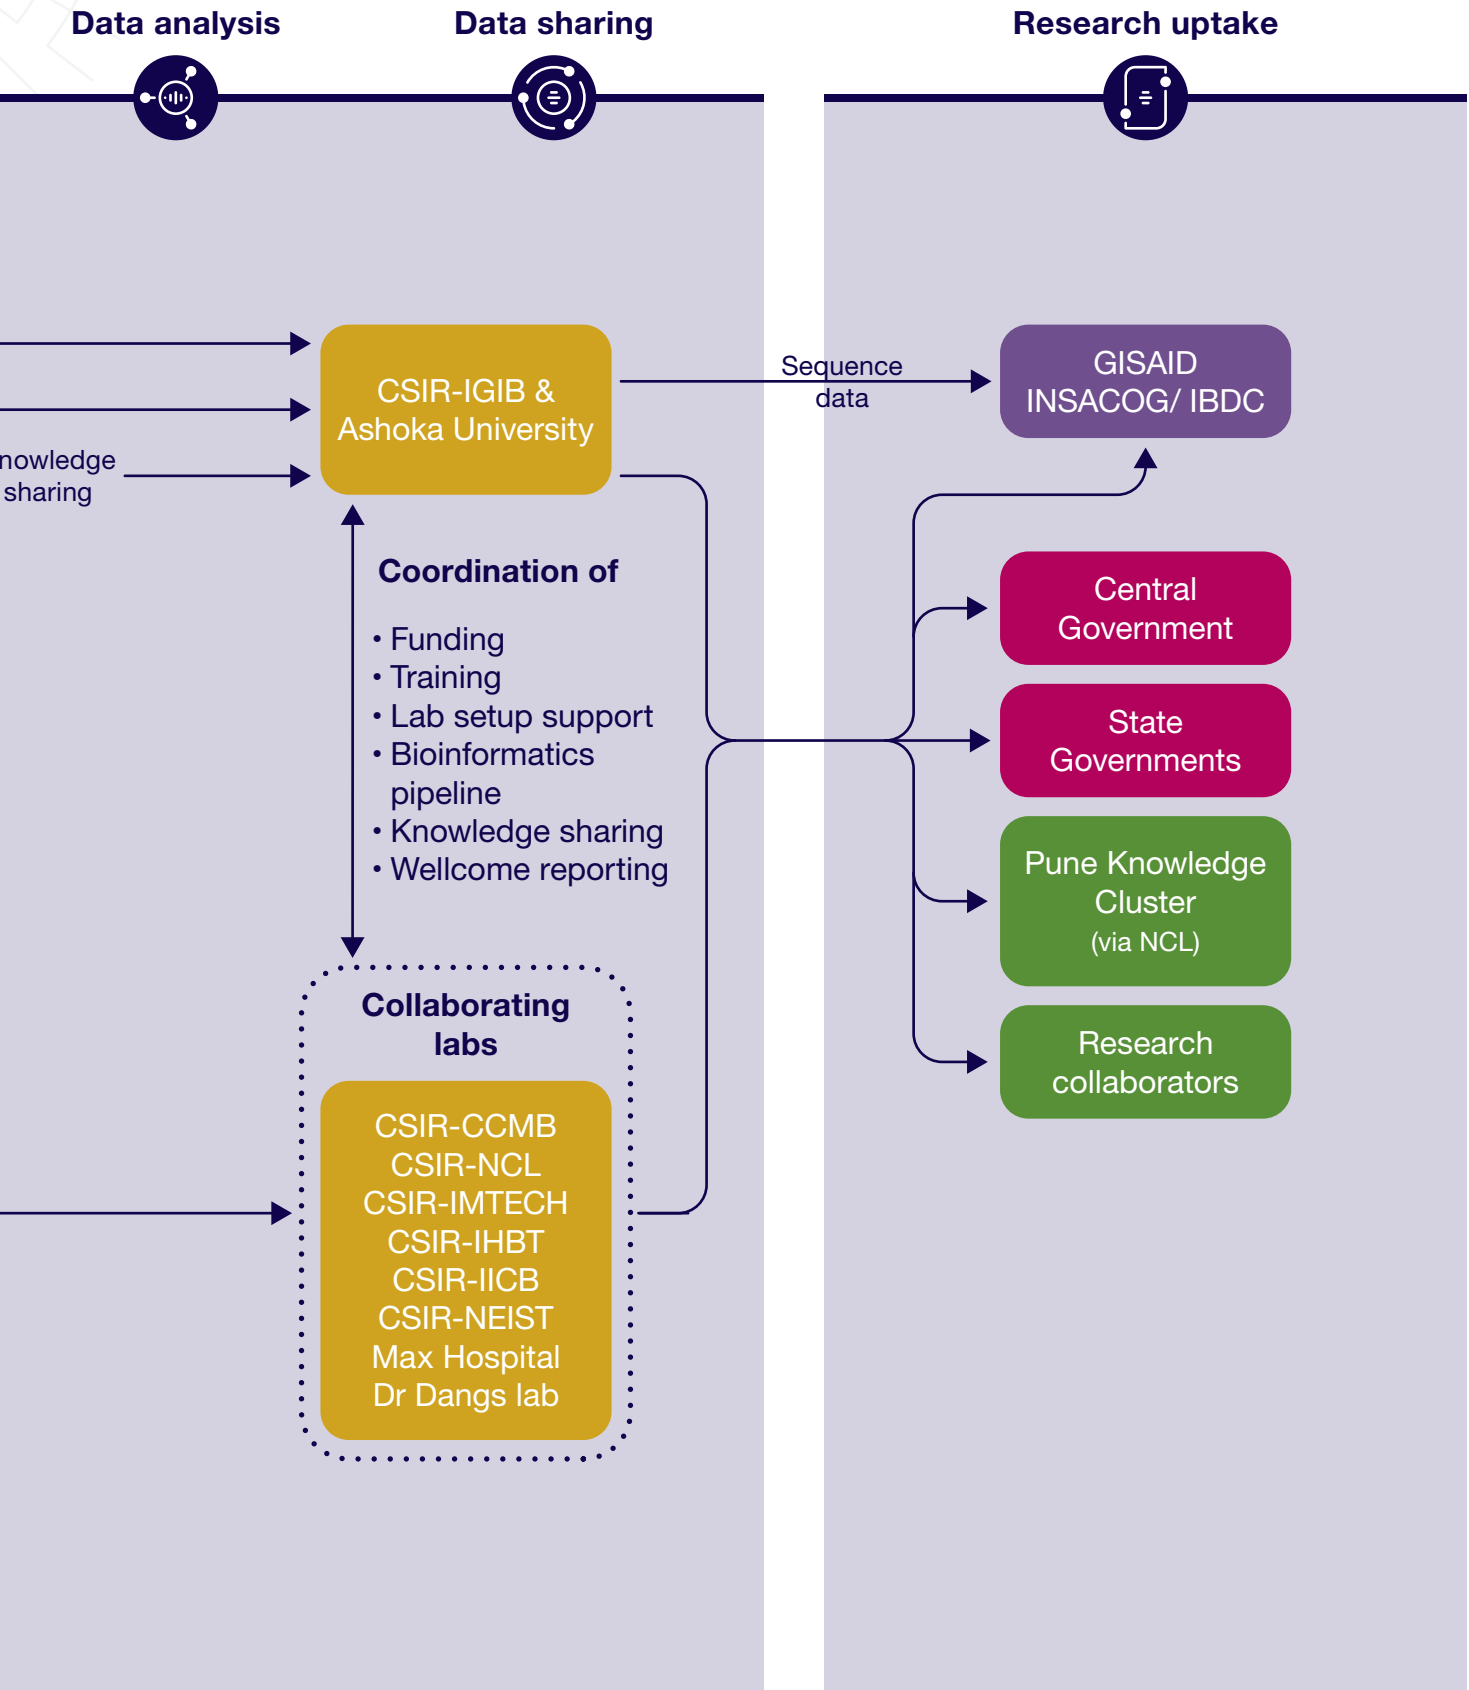 Data analysis
Data sharing
Research uptake
CSIR-IGIB &
Ashoka University
Sequence
data
GISAID
INSACOG/ IBDC
nowledge
sharing
Coordination of
• Funding
• Training
• Lab setup support
• Bioinformatics
pipeline
• Knowledge sharing
• Wellcome reporting
Central
Government
State
Governments
Pune Knowledge
Cluster
(via NCL)
Research
collaborators
Collaborating
labs
CSIR-CCMB
CSIR-NCL
CSIR-IMTECH
CSIR-IHBT
CSIR-IICB
CSIR-NEIST
Max Hospital
Dr Dangs lab